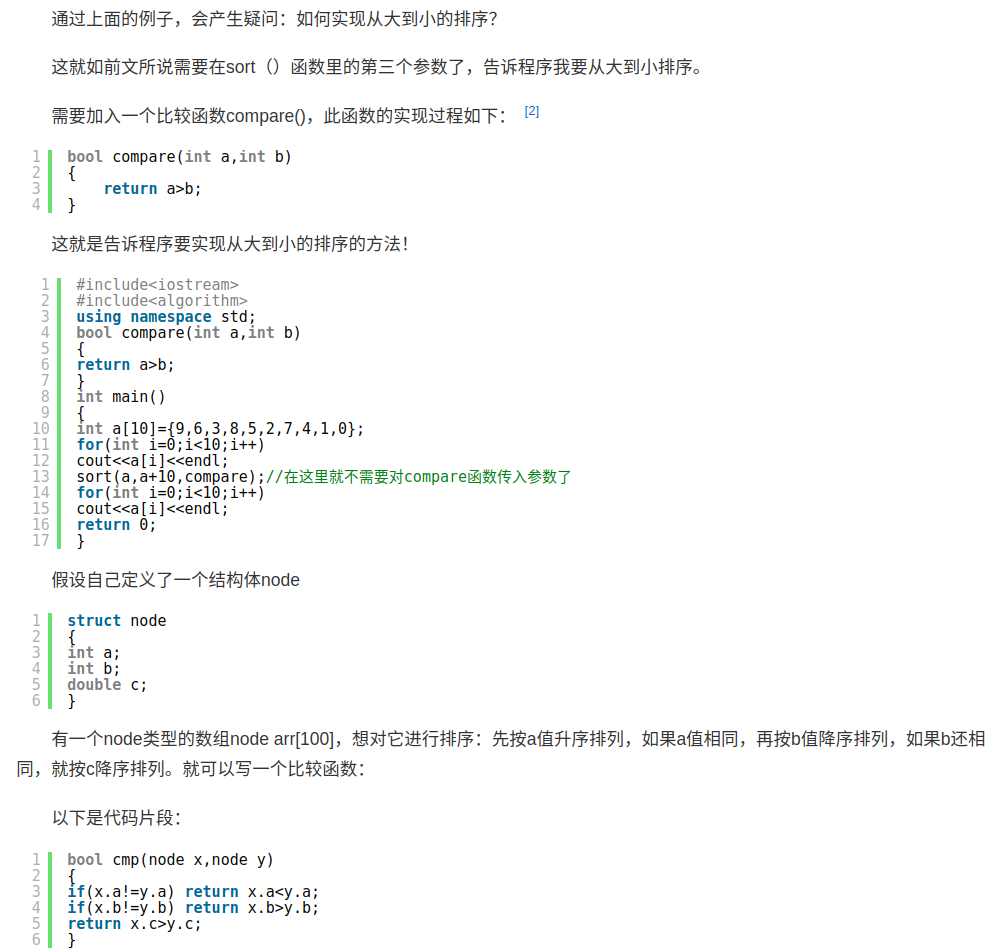 通过上面的例子，会产生疑问：如何实现从大到小的排序？
这就如前文所说需要在sort（）函数里的第三个参数了，告诉程序我要从大到小排序。
需要加入一个比较函数compare()，此函数的实现过程如下： [2]
1 bool compare(int a,int b)
2 {
3     return a>b;
4 }
这就是告诉程序要实现从大到小的排序的方法！
1 #include<iostream>
2 #include<algorithm>
3 using namespace std;
4 bool compare(int a,int b)
5 {
6 return a>b;
7 }
8 int main()
9 {
10 int a[10]={9,6,3,8,5,2,7,4,1,0};
11 for(int i=0;i<10;i++)
12 cout<<a[i]<<endl;
13 sort(a,a+10,compare);//在这里就不需要对compare函数传入参数了
14 for(int i=0;i<10;i++)
15 cout<<a[i]<<endl;
16 return 0;
17 }
假设自己定义了一个结构体node
1 struct node
2 {
3 int a;
4 int b;
5 double c;
6 }
有一个node类型的数组node arr[100]，想对它进行排序：先按a值升序排列，如果a值相同，再按b值降序排列，如果b还相
同，就按c降序排列。就可以写一个比较函数：
以下是代码片段：
1 bool cmp(node x,node y)
2 {
3 if(x.a!=y.a) return x.a<y.a;
4 if(x.b!=y.b) return x.b>y.b;
5 return x.c>y.c;
6 }